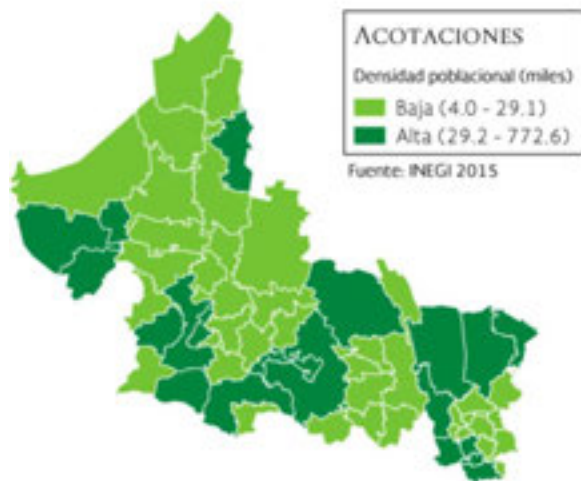 ACOTACIONES
Densidad poblacional (miles)
Baja (4.0 - 29.1)
Alta (29.2 - 772.6)
Fuente: INEGI 2015